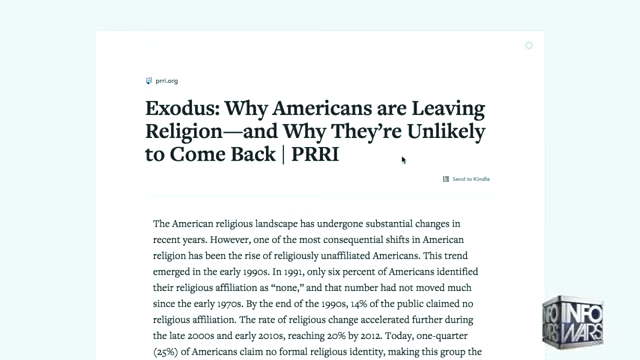 prri.org
Exodus: Why Americans are Leaving
Religion—and Why They're Unlikely
to Come Back | PRRI
Send to Kindle
The American religious landscape has undergone substantial changes in
recent years. However, one of the most consequential shifts in American
religion has been the rise of religiously unaffiliated Americans. This trend
emerged in the early 1990s. In 1991, only six percent of Americans identified
their religious affiliation as “none,” and that number had not moved much
since the early 1970s. By the end of the 1990s, 14% of the public claimed no
religious affiliation. The rate of religious change accelerated further during
the late 2000s and early 2010s, reaching 20% by 2012. Today, one-quarter
(25%) of Americans claim no formal religious identity, making this group the
INFO
WARS